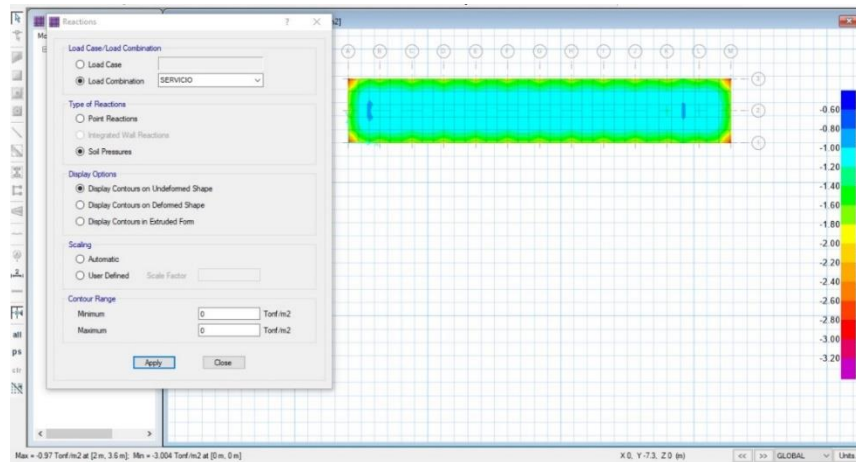 Reactions
? ×
Load Case/Load Combination
Load Case
Load Combination SERVICIO
Type of Reactions
Point Reactions
Integrated Wall Reactions
Soil Pressures
Display Options
Display Contours on Undeformed Shape
Display Contours on Deformed Shape
Display Contours in Extruded Form
Scaling
Automatic
User Defined Scale Factor
Contour Range
Minimum 0 Tonf/m2
Maximum 0 Tonf/m2
Apply Close
all
ps
clr
-0.60
-0.80
-1.00
-1.20
-1.40
-1.60
-1.80
-2.00
-2.20
-2.40
-2.60
-2.80
-3.00
-3.20
Max = -0.97 Tonf/m2 at [2 m, 3.6 m]; Min = -3.004 Tonf/m2 at [0 m, 0 m]
X 0, Y -7.3, Z 0 (m)
<< >> GLOBAL Units